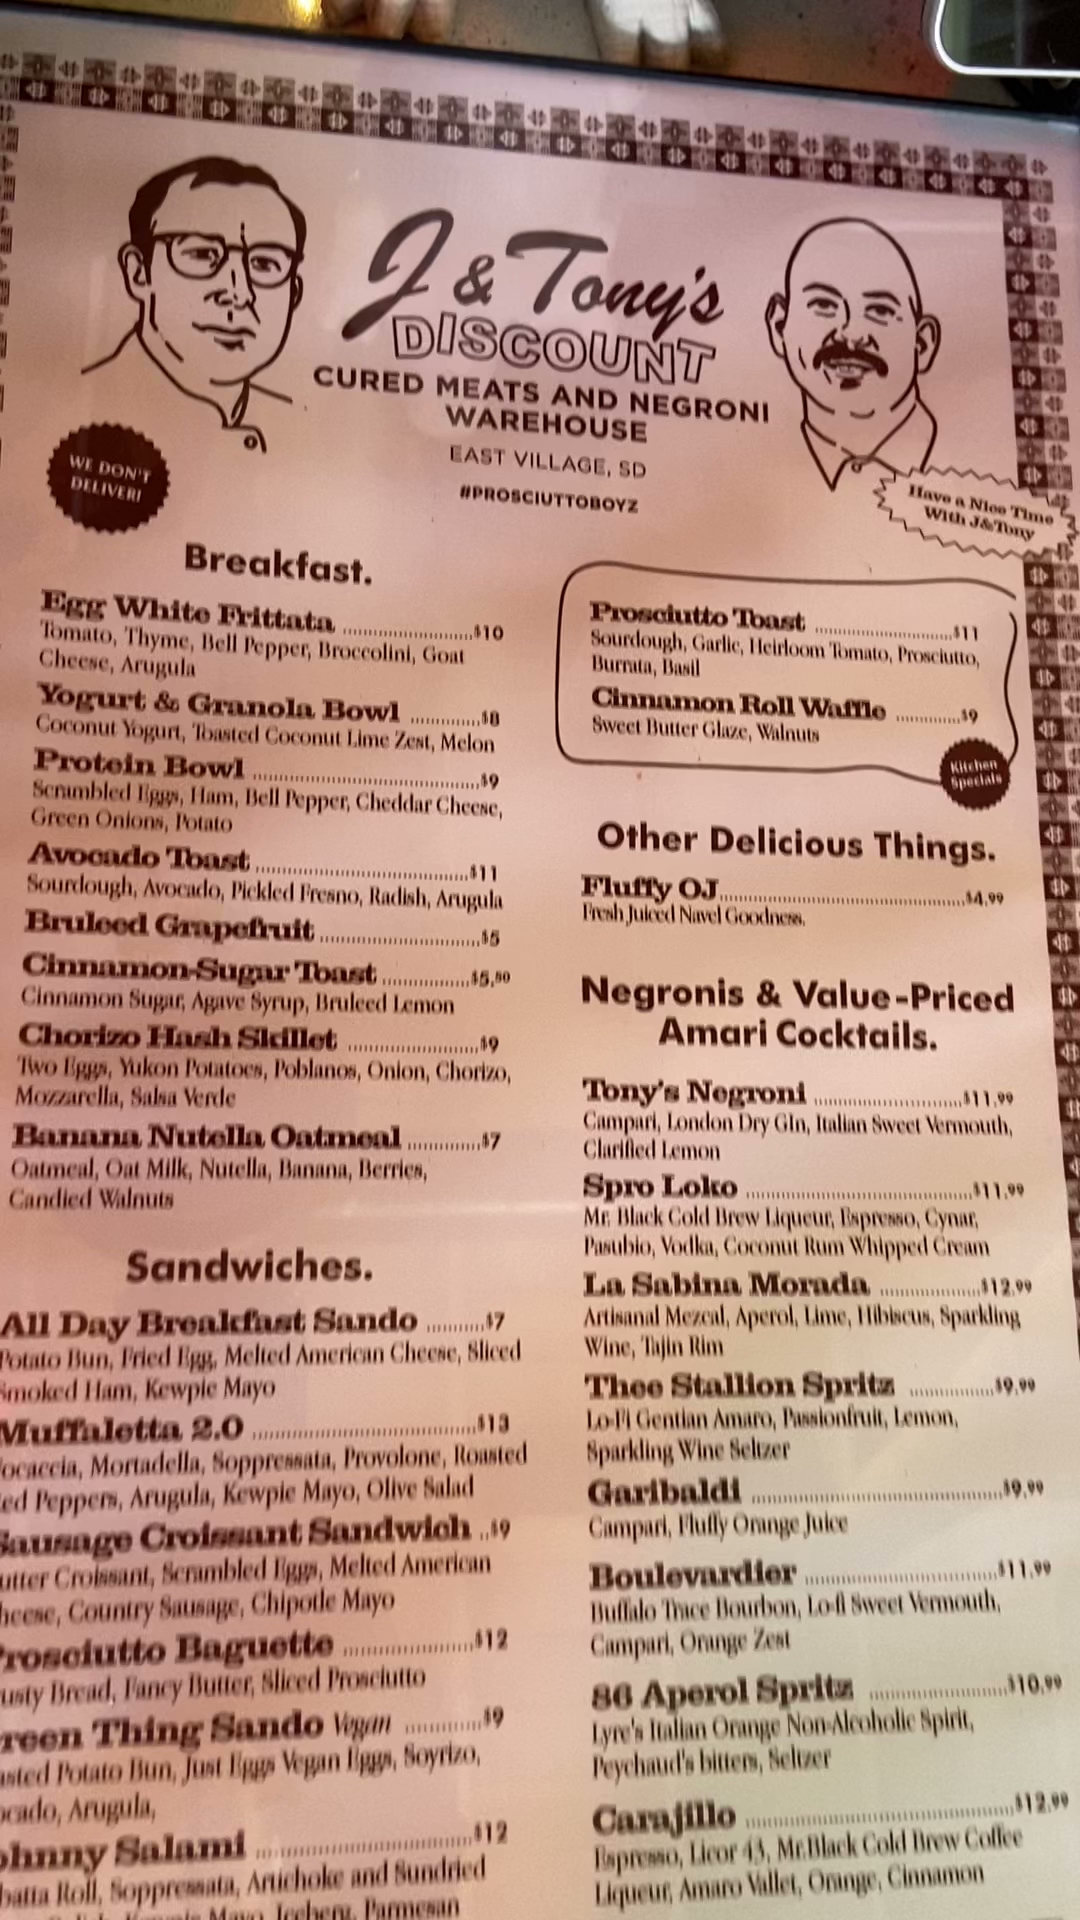 J & Tony's
DISCOUNT
CURED MEATS AND NEGRONI
WAREHOUSE
EAST VILLAGE, SD
#PROSCIUTTOBOYZ
WE DON'T
DELIVER!
Have a Nice Time
With J&Tony
Breakfast.
Egg White Frittata ........................$10
Tomato, Thyme, Bell Pepper, Broccolini, Goat
Cheese, Arugula
Yogurt & Granola Bowl .............$8
Coconut Yogurt, Toasted Coconut Lime Zest, Melon
Protein Bowl ..........................................$9
Scrambled Eggs, Ham, Bell Pepper, Cheddar Cheese,
Green Onions, Potato
Avocado Toast .......................................$11
Sourdough, Avocado, Pickled Fresno, Radish, Arugula
Bruleed Grapefruit ..............................$5
Cinnamon-Sugar Toast ................$5.50
Cinnamon Sugar, Agave Syrup, Bruleed Lemon
Chorizo Hash Skillet ........................$9
Two Eggs, Yukon Potatoes, Poblanos, Onion, Chorizo,
Mozzarella, Salsa Verde
Banana Nutella Oatmeal .............$7
Oatmeal, Oat Milk, Nutella, Banana, Berries,
Candied Walnuts
Sandwiches.
All Day Breakfast Sando ..........$7
Potato Bun, Fried Egg, Melted American Cheese, Sliced
Smoked Ham, Kewpie Mayo
Muffaletta 2.0 .........................................$13
ocaccia, Mortadella, Soppressata, Provolone, Roasted
ed Peppers, Arugula, Kewpie Mayo, Olive Salad
Sausage Croissant Sandwich ..$9
utter Croissant, Scrambled Eggs, Melted American
heese, Country Sausage, Chipotle Mayo
rosciutto Baguette ........................$12
usty Bread, Fancy Butter, Sliced Prosciutto
reen Thing Sando Vegan ..............$9
asted Potato Bun, Just Eggs Vegan Eggs, Soyrizo,
ocado, Arugula,
ohnny Salami ........................................$12
batta Roll, Soppressata, Artichoke and Sundried
Mayo, Iceberg, Parmesan
Prosciutto Toast .........................$11
Sourdough, Garlic, Heirloom Tomato, Prosciutto,
Burrata, Basil
Cinnamon Roll Waffle ............$9
Sweet Butter Glaze, Walnuts
Kitchen
Specials
Other Delicious Things.
Fluffy OJ..............................................$4.99
Fresh Juiced Navel Goodness.
Negronis & Value-Priced
Amari Cocktails.
Tony's Negroni ...........................$11.99
Campari, London Dry GIn, Italian Sweet Vermouth,
Clarified Lemon
Spro Loko .........................................$11.99
Mr. Black Cold Brew Liqueur, Espresso, Cynar,
Pasubio, Vodka, Coconut Rum Whipped Cream
La Sabina Morada ..................$12.99
Artisanal Mezcal, Aperol, Lime, Hibiscus, Sparkling
Wine, Tajin Rim
Thee Stallion Spritz ...............$9.99
Lo-Fi Gentian Amaro, Passionfruit, Lemon,
Sparkling Wine Seltzer
Garibaldi ..............................................$9.99
Campari, Fluffy Orange Juice
Boulevardier ...................................$11.99
Buffalo Trace Bourbon, Lo-fi Sweet Vermouth,
Campari, Orange Zest
86 Aperol Spritz .........................$10.99
Lyre's Italian Orange Non-Alcoholic Spirit,
Peychaud's bitters, Seltzer
Carajillo ................................................$12.99
Espresso, Licor 43, Mr.Black Cold Brew Coffee
Liqueur, Amaro Vallet, Orange, Cinnamon